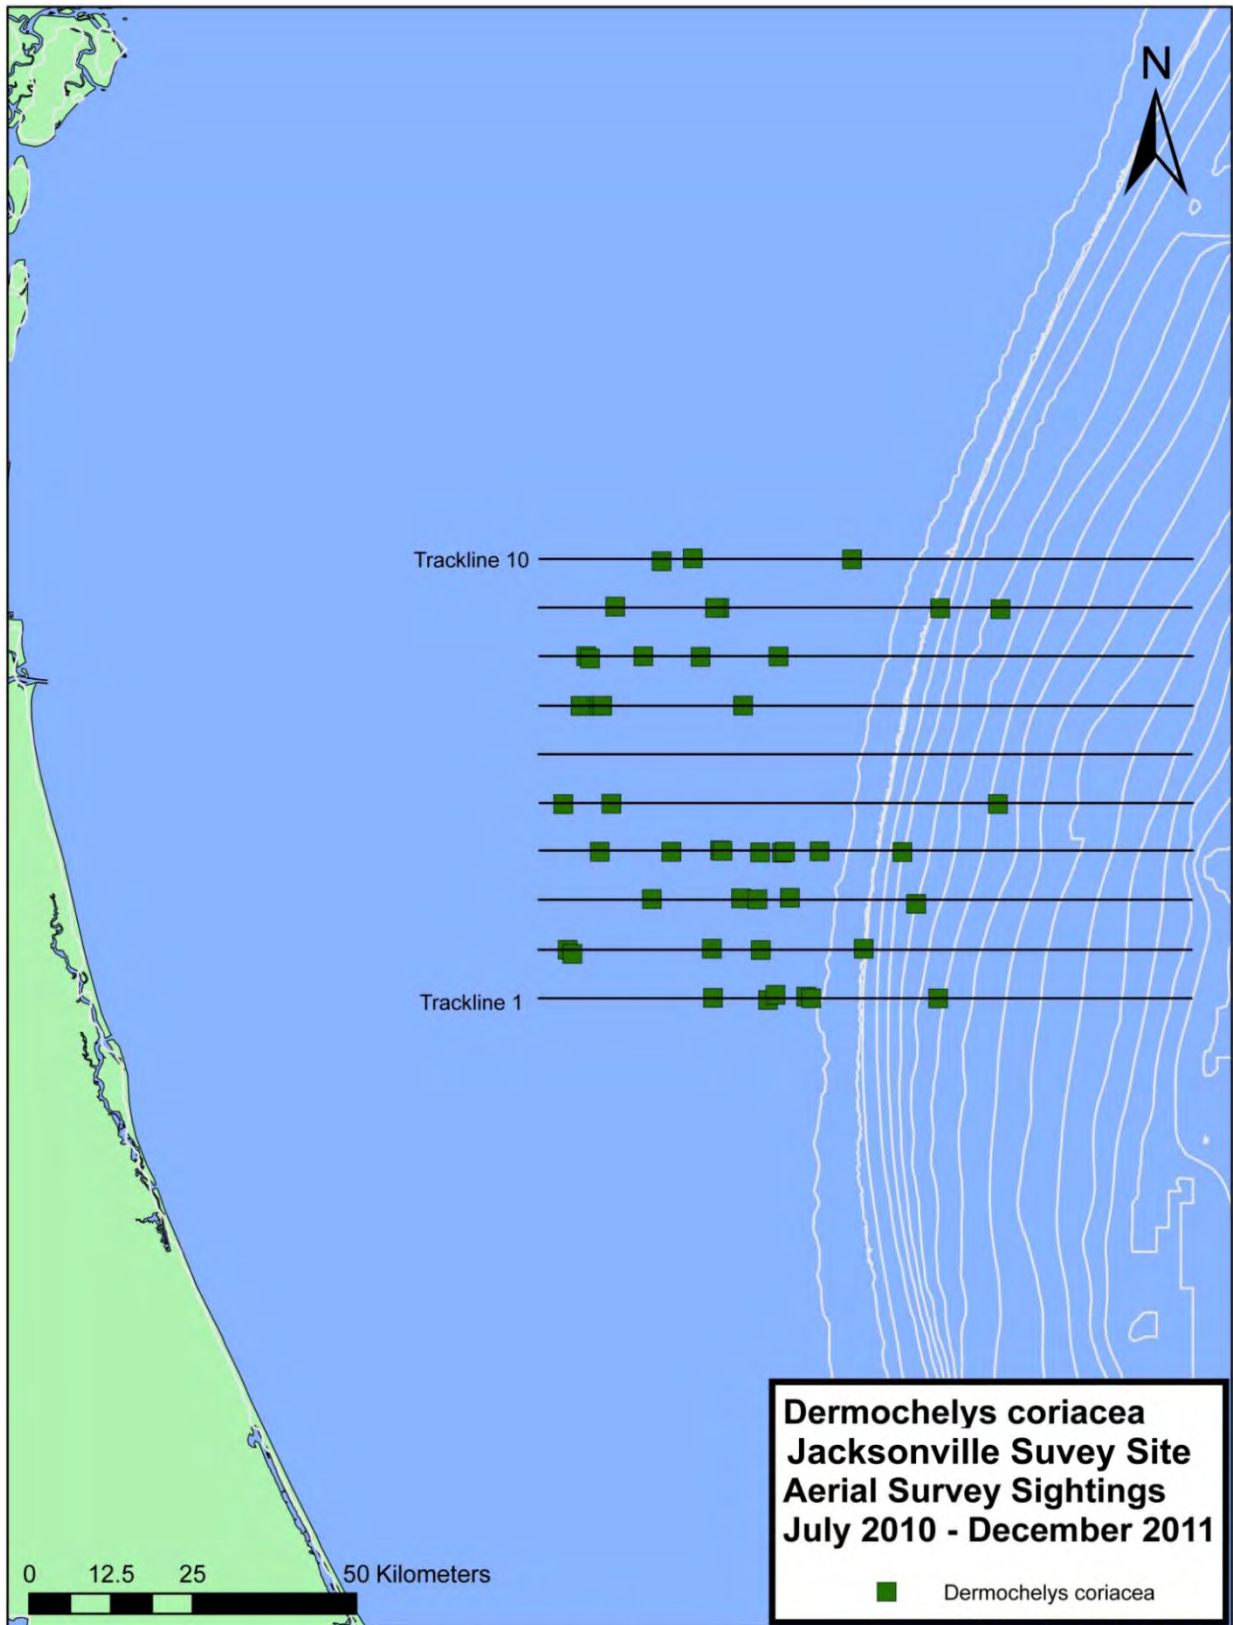 N
Trackline 10
Trackline 1
Dermochelys coriacea
Jacksonville Suvey Site
Aerial Survey Sightings
July 2010 - December 2011
Dermochelys coriacea
0 12.5 25 50 Kilometers